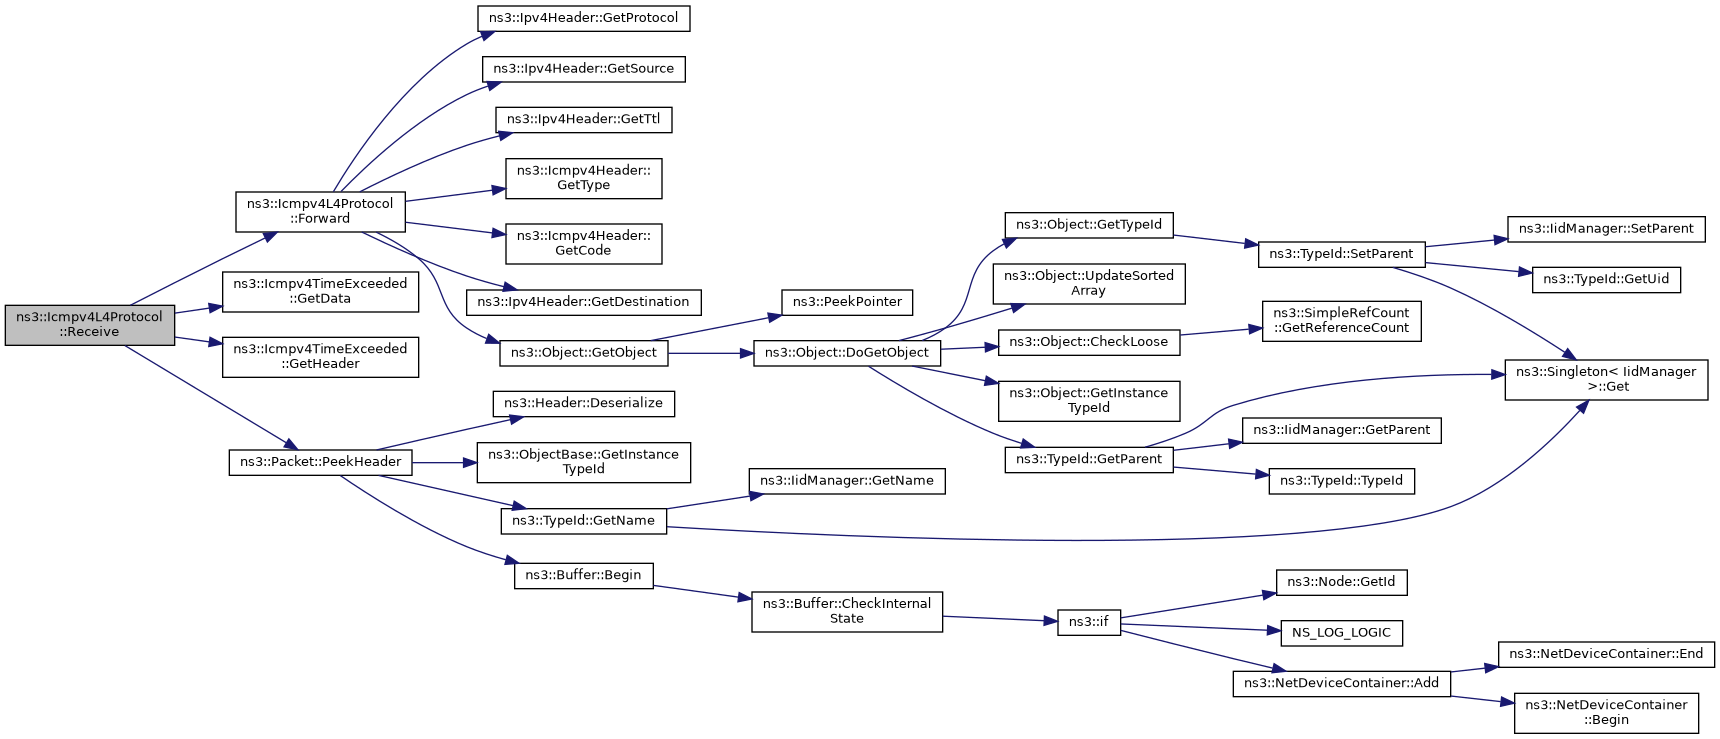 ns3::Ipv4Header::GetProtocol
ns3::Ipv4Header::GetSource
ns3::Ipv4Header::GetTtl
ns3::Icmpv4Header::
GetType
ns3::Icmpv4L4Protocol
::Forward
ns3::Icmpv4Header::
GetCode
ns3::Object::GetTypeId
ns3::IidManager::SetParent
ns3::TypeId::SetParent
ns3::TypeId::GetUid
ns3::Icmpv4TimeExceeded
::GetData
ns3::Ipv4Header::GetDestination
ns3::PeekPointer
ns3::Object::UpdateSorted
Array
ns3::Icmpv4L4Protocol
::Receive
ns3::SimpleRefCount
::GetReferenceCount
ns3::Icmpv4TimeExceeded
::GetHeader
ns3::Object::GetObject
ns3::Object::DoGetObject
ns3::Object::CheckLoose
ns3::Singleton< IidManager
>::Get
ns3::Object::GetInstance
TypeId
ns3::Header::Deserialize
ns3::IidManager::GetParent
ns3::Packet::PeekHeader
ns3::ObjectBase::GetInstance
TypeId
ns3::TypeId::GetParent
ns3::IidManager::GetName
ns3::TypeId::TypeId
ns3::TypeId::GetName
ns3::Buffer::Begin
ns3::Buffer::CheckInternal
State
ns3::if
ns3::Node::GetId
NS_LOG_LOGIC
ns3::NetDeviceContainer::Add
ns3::NetDeviceContainer::End
ns3::NetDeviceContainer
::Begin